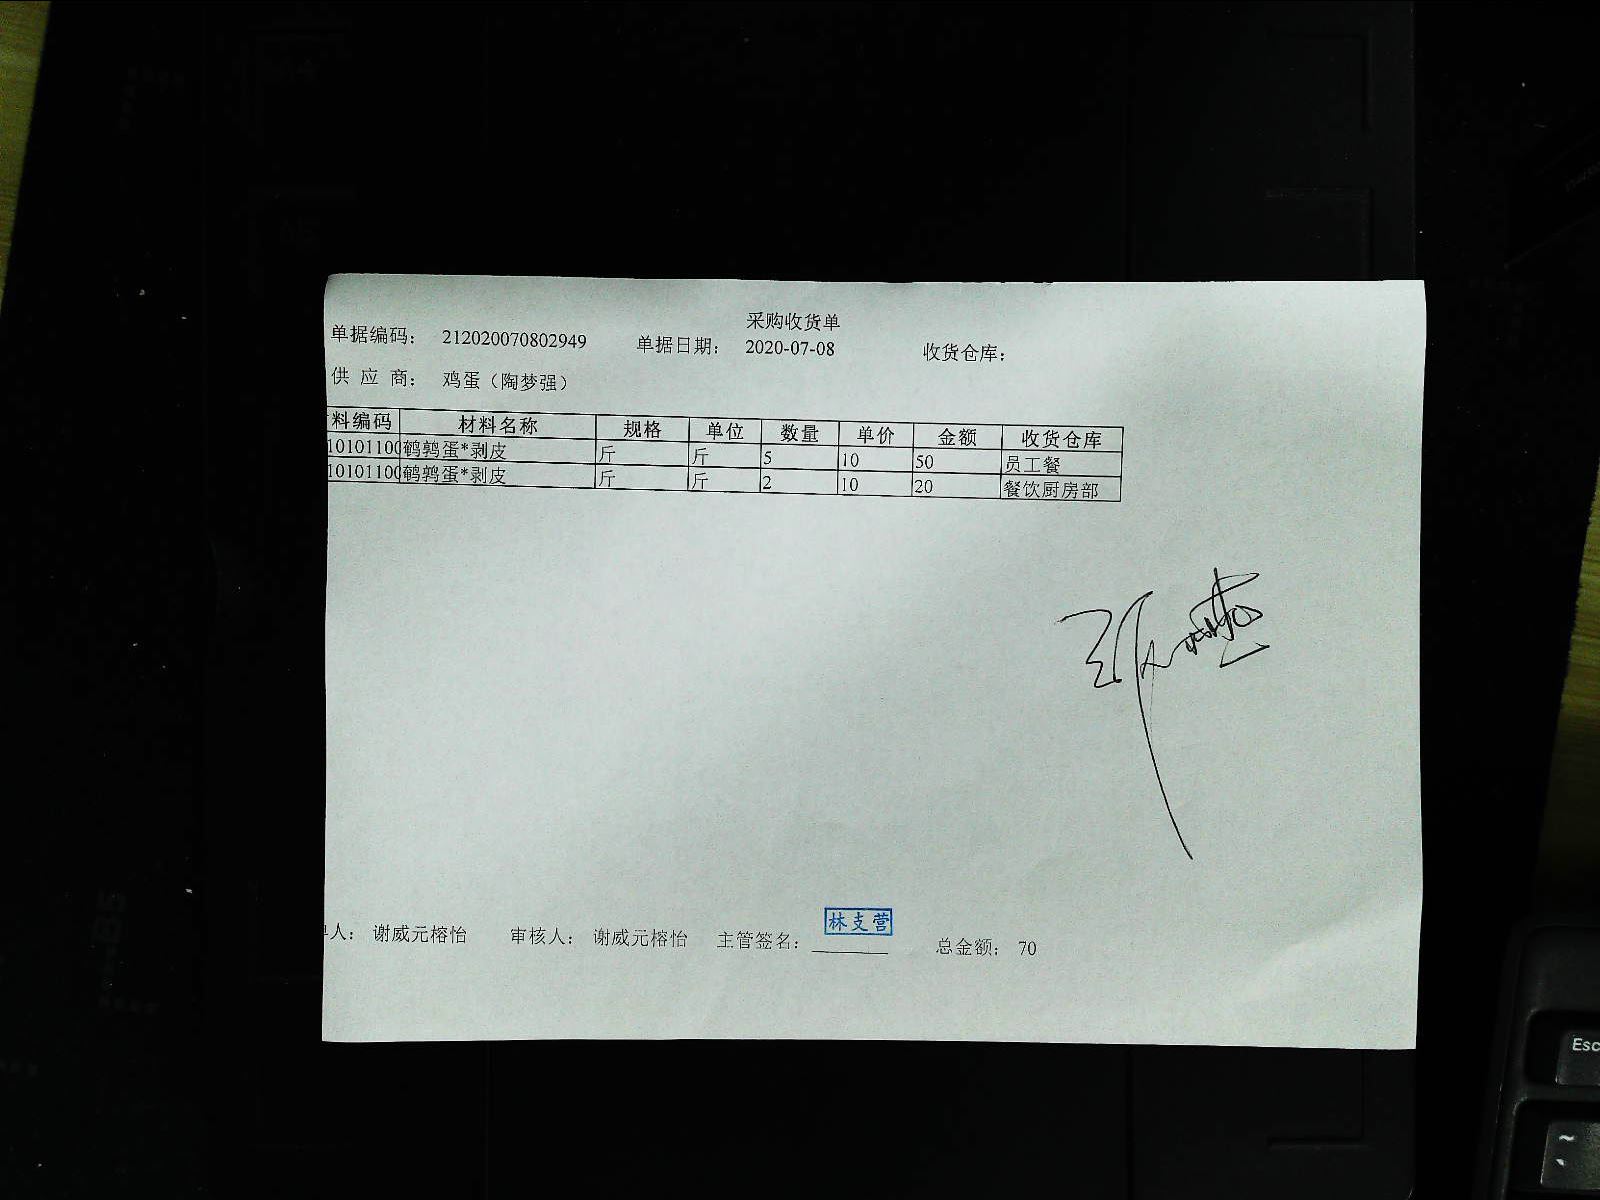 采购收货单
单据编码： 212020070802949 单据日期： 2020-07-08 收货仓库：
供 应 商： 鸡蛋（陶梦强）
料编码 材料名称 规格 单位 数量 单价 金额 收货仓库
10101100 鹌鹑蛋*剥皮 斤 斤 5 10 50 员工餐
10101100 鹌鹑蛋*剥皮 斤 斤 2 10 20 餐饮厨房部
人： 谢威元榕怡 审核人： 谢威元榕怡 主管签名： 林支营 总金额： 70
Esc
~